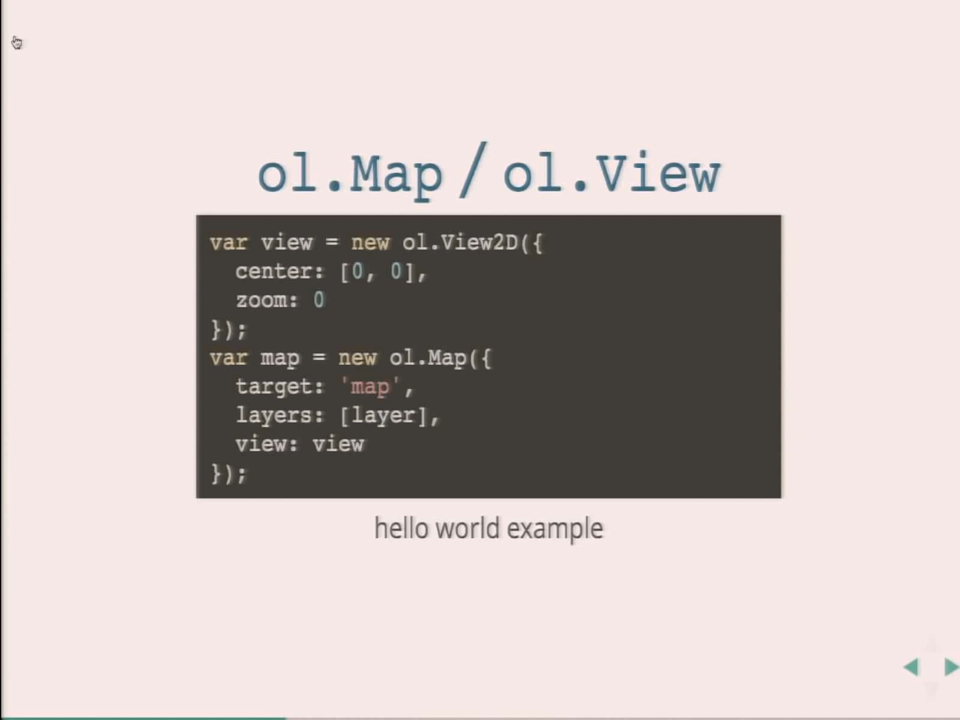 ol.Map / ol.View
var view = new ol.View2D({
  center: [0, 0],
  zoom: 0
});
var map = new ol.Map({
  target: 'map',
  layers: [layer],
  view: view
});
hello world example